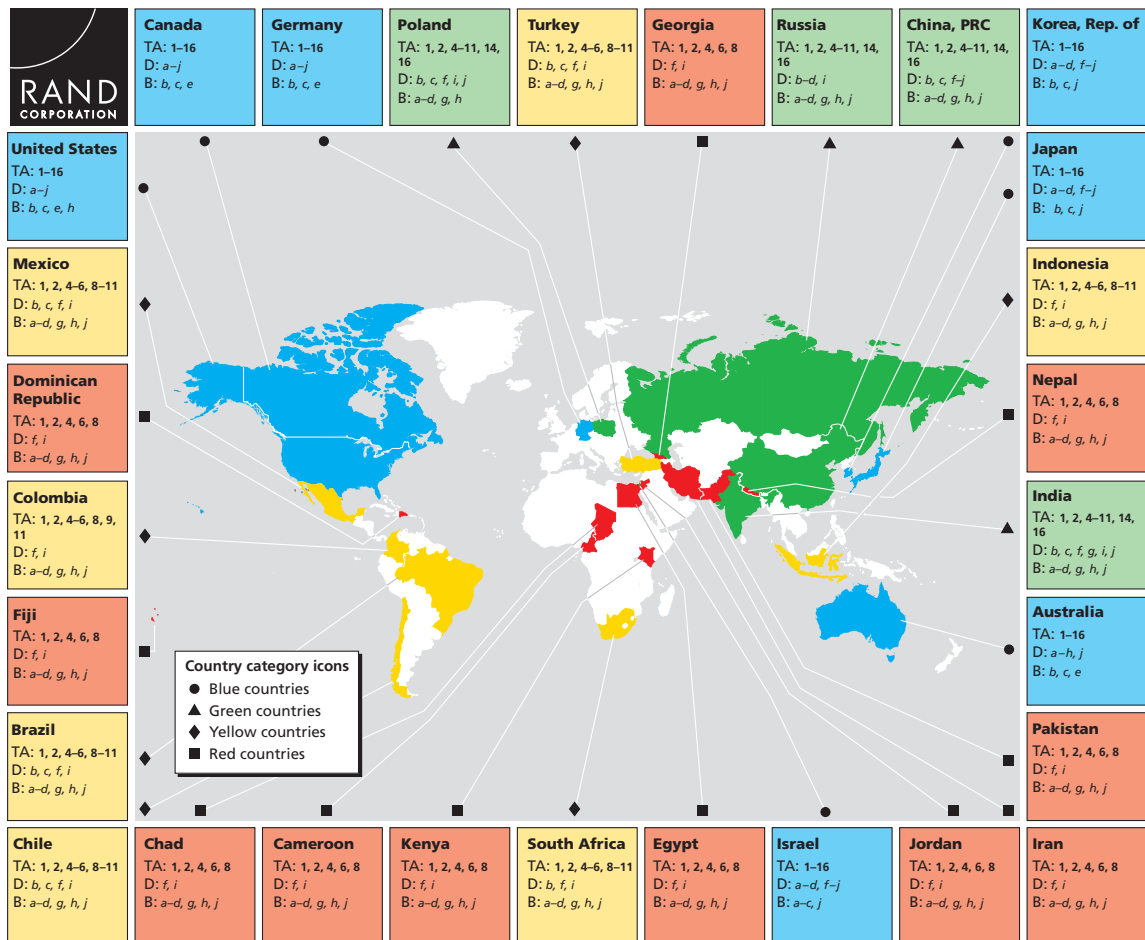 RAND
CORPORATION
Canada
TA: 1–16
D: a–j
B: b, c, e
Germany
TA: 1–16
D: a–j
B: b, c, e
Poland
TA: 1, 2, 4–11, 14,
16
D: b, c, f, i, j
B: a–d, g, h
Turkey
TA: 1, 2, 4–6, 8–11
D: b, c, f, i
B: a–d, g, h, j
Georgia
TA: 1, 2, 4, 6, 8
D: f, i
B: a–d, g, h, j
Russia
TA: 1, 2, 4–11, 14,
16
D: b–d, i
B: a–d, g, h, j
China, PRC
TA: 1, 2, 4–11, 14,
16
D: b, c, f–j
B: a–d, g, h, j
Korea, Rep. of
TA: 1–16
D: a–d, f–j
B: b, c, j
United States
TA: 1–16
D: a–j
B: b, c, e, h
Japan
TA: 1–16
D: a–d, f–j
B: b, c, j
Mexico
TA: 1, 2, 4–6, 8–11
D: b, c, f, i
B: a–d, g, h, j
Indonesia
TA: 1, 2, 4–6, 8–11
D: f, i
B: a–d, g, h, j
Dominican
Republic
TA: 1, 2, 4, 6, 8
D: f, i
B: a–d, g, h, j
Nepal
TA: 1, 2, 4, 6, 8
D: f, i
B: a–d, g, h, j
Colombia
TA: 1, 2, 4–6, 8, 9,
11
D: f, i
B: a–d, g, h, j
India
TA: 1, 2, 4–11, 14,
16
D: b, c, f, g, i, j
B: a–d, g, h, j
Fiji
TA: 1, 2, 4, 6, 8
D: f, i
B: a–d, g, h, j
Australia
TA: 1–16
D: a–h, j
B: b, c, e
Country category icons
Blue countries
Green countries
Yellow countries
Red countries
Brazil
TA: 1, 2, 4–6, 8–11
D: b, c, f, i
B: a–d, g, h, j
Pakistan
TA: 1, 2, 4, 6, 8
D: f, i
B: a–d, g, h, j
Chile
TA: 1, 2, 4–6, 8–11
D: b, c, f, i
B: a–d, g, h, j
Chad
TA: 1, 2, 4, 6, 8
D: f, i
B: a–d, g, h, j
Cameroon
TA: 1, 2, 4, 6, 8
D: f, i
B: a–d, g, h, j
Kenya
TA: 1, 2, 4, 6, 8
D: f, i
B: a–d, g, h, j
South Africa
TA: 1, 2, 4–6, 8–11
D: b, f, i
B: a–d, g, h, j
Egypt
TA: 1, 2, 4, 6, 8
D: f, i
B: a–d, g, h, j
Israel
TA: 1–16
D: a–d, f–j
B: a–c, j
Jordan
TA: 1, 2, 4, 6, 8
D: f, i
B: a–d, g, h, j
Iran
TA: 1, 2, 4, 6, 8
D: f, i
B: a–d, g, h, j